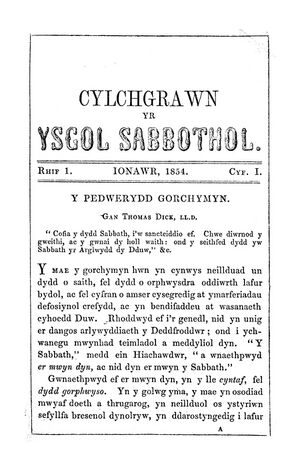 CYLCHGRAWN
YR
YSGOL SABBOTHOL.
RHIF 1. IONAWR, 1854. CYF. I.
Y PEDWERYDD GORCHYMYN.
GAN THOMAS DICK, LL.D.
“ Cofia y dydd Sabbath, i'w sancteiddio ef. Chwe diwrnod y
gweithi, ac y gwnai dy holl waith: ond y seithfed dydd yw
Sabbath yr Arglwydd dy Dduw,” &c.
Y MAE y gorchymyn hwn yn cynwys neillduad un
dydd o saith, fel dydd o orphwysdra oddiwrth lafur
bydol, ac fel cyfran o amser cysegredig at ymarferiadau
defosiynol crefydd, ac yn bendifaddeu at wasanaeth
cyhoedd Duw. Rhoddwyd ef i'r genedl, nid yn unig
er dangos arlywyddiaeth y Deddfroddwr; ond i ych-
wanegu mwynhad teimladol a meddyliol dyn. “Y
Sabbath,” medd ein Hiachawdwr, “a wnaethpwyd
er mwyn dyn, ac nid dyn er mwyn y Sabbath.”
Gwnaethpwyd ef er mwyn dyn, yn y lle cyntaf, fel
dydd gorphwyso. Yn y golwg yma, y mae yn osodiad
mwyaf doeth a thrugarog, yn neillduol os ystyriwn
sefyllfa bresenol dynolryw, yn ddarostyngedig i lafur
A